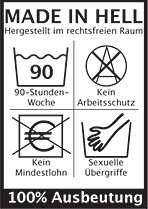 MADE IN HELL
Hergestellt im rechtsfreien Raum
90
90-Stunden-
Woche
Kein
Arbeitsschutz
€
Kein
Mindestlohn
Sexuelle
Übergriffe
100% Ausbeutung